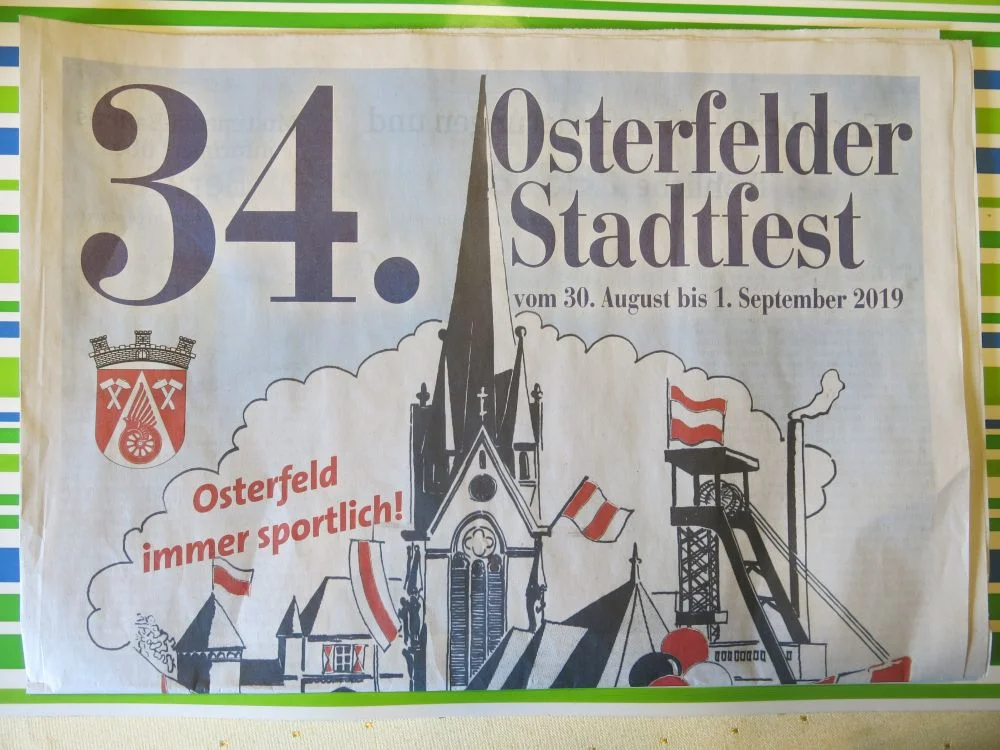 34.
Osterfelder
Stadtfest
vom 30. August bis 1. September 2019
Osterfeld
immer sportlich!